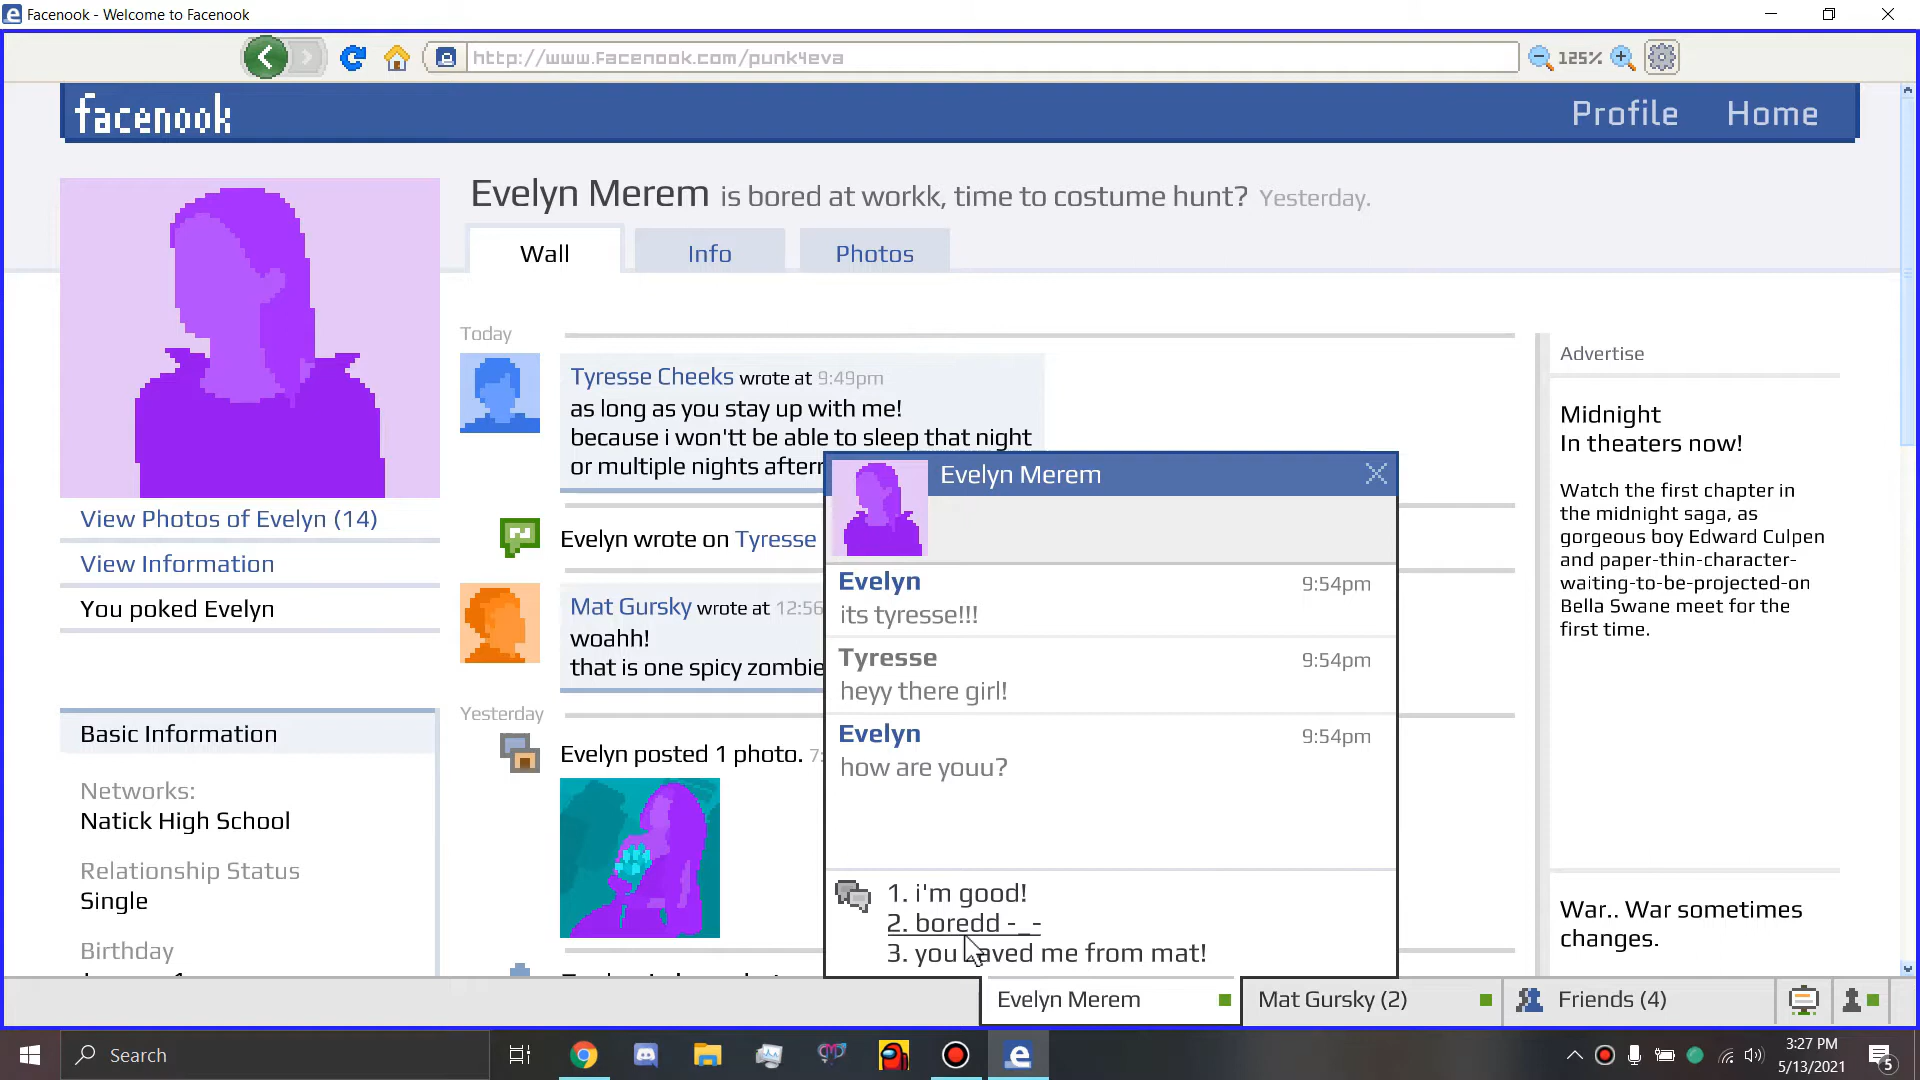 Facenook - Welcome to Facenook
http://www.Facenook.com/punk4eva
125%
facenook
Profile
Home
Evelyn Merem is bored at workk, time to costume hunt? Yesterday.
Wall
Info
Photos
View Photos of Evelyn (14)
View Information
You poked Evelyn
Basic Information
Networks:
Natick High School
Relationship Status
Single
Birthday
Today
Tyresse Cheeks wrote at 9:49pm
as long as you stay up with me!
because i won'tt be able to sleep that night
or multiple nights afterr
Evelyn wrote on Tyresse
Mat Gursky wrote at 12:56
woahh!
that is one spicy zombie
Yesterday
Evelyn posted 1 photo. 7:
Evelyn Merem
Evelyn 9:54pm
its tyresse!!!
Tyresse 9:54pm
heyy there girl!
Evelyn 9:54pm
how are youu?
1. i'm good!
2. boredd -_-
3. you saved me from mat!
Advertise
Midnight
In theaters now!
Watch the first chapter in
the midnight saga, as
gorgeous boy Edward Culpen
and paper-thin-character-
waiting-to-be-projected-on
Bella Swane meet for the
first time.
War.. War sometimes
changes.
Evelyn Merem
Mat Gursky (2)
Friends (4)
Search
3:27 PM
5/13/2021
5